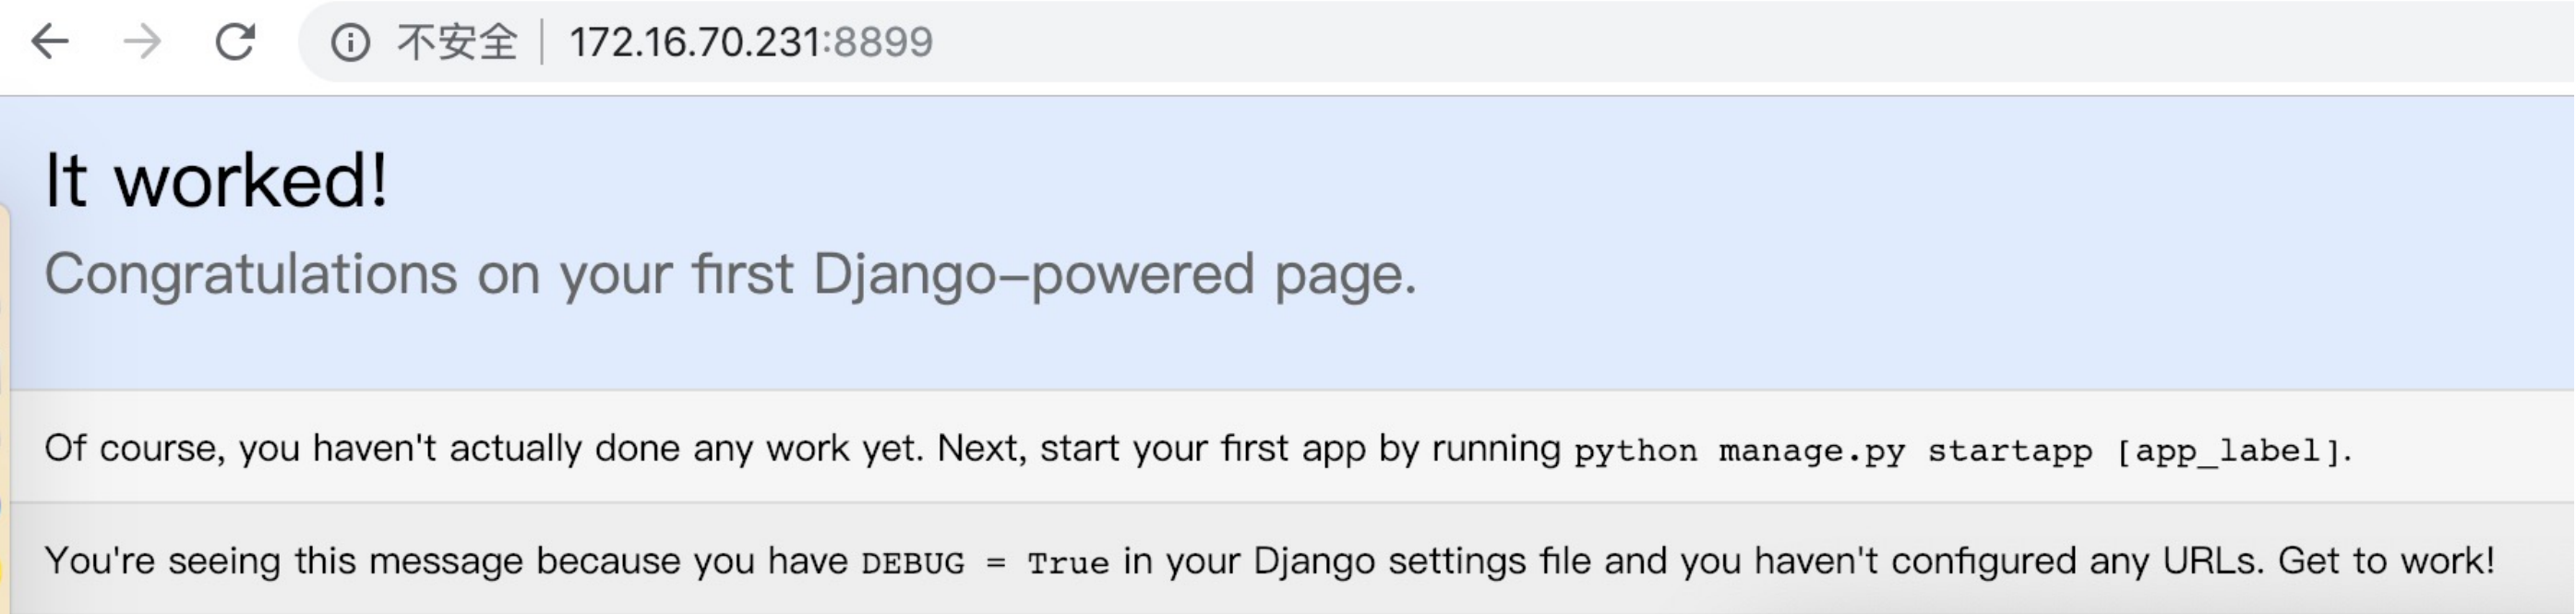 不安全 172.16.70.231:8899
It worked!
Congratulations on your first Django–powered page.
Of course, you haven't actually done any work yet. Next, start your first app by running python manage.py startapp [app_label].
You're seeing this message because you have DEBUG = True in your Django settings file and you haven't configured any URLs. Get to work!